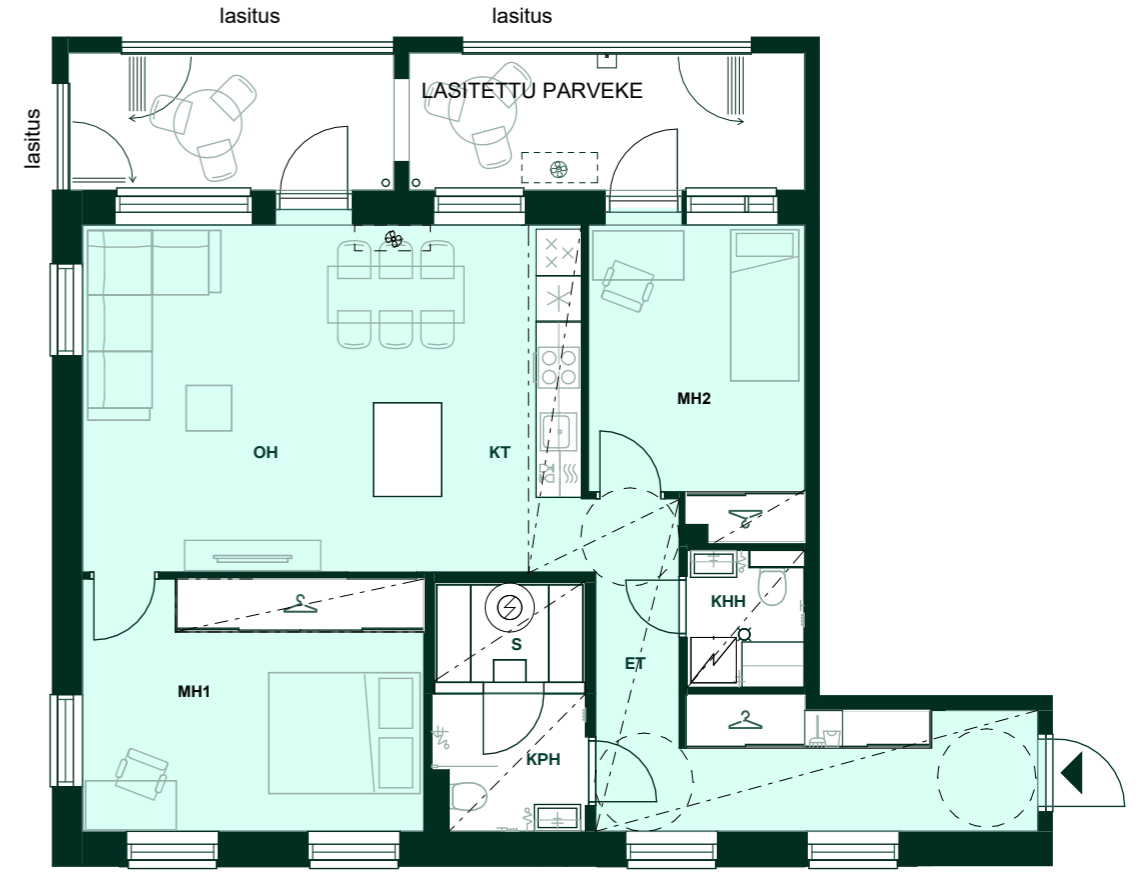 lasitus
lasitus
lasitus
LASITETTU PARVEKE
MH2
OH
KT
KHH
S
ET
MH1
KPH